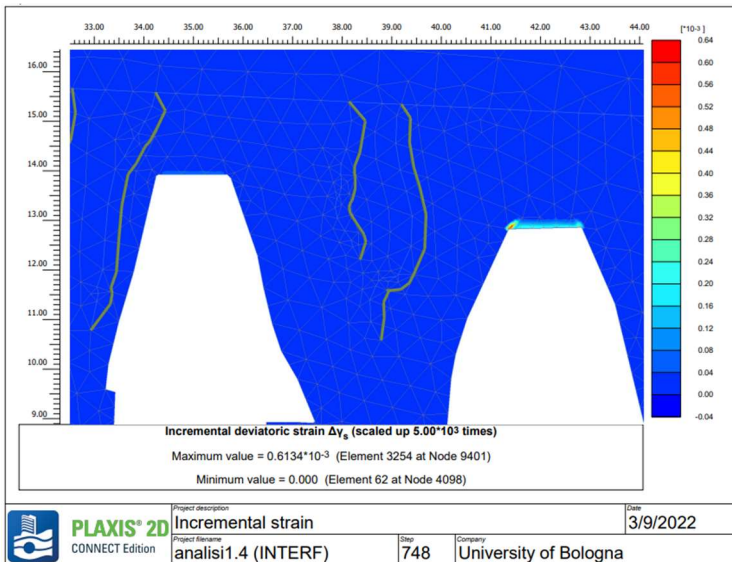 33.00 34.00 35.00 36.00 37.00 38.00 39.00 40.00 41.00 42.00 43.00 44.00
[*10-3]
16.00
15.00
14.00
13.00
12.00
11.00
10.00
9.00
0.64
0.60
0.56
0.52
0.48
0.44
0.40
0.36
0.32
0.28
0.24
0.20
0.16
0.12
0.08
0.04
0.00
-0.04
Incremental deviatoric strain Δγs (scaled up 5.00*10³ times)
Maximum value = 0.6134*10-3 (Element 3254 at Node 9401)
Minimum value = 0.000 (Element 62 at Node 4098)
PLAXIS® 2D
CONNECT Edition
Project description
Incremental strain
Date
3/9/2022
Project filename
analisi1.4 (INTERF)
Step
748
Company
University of Bologna